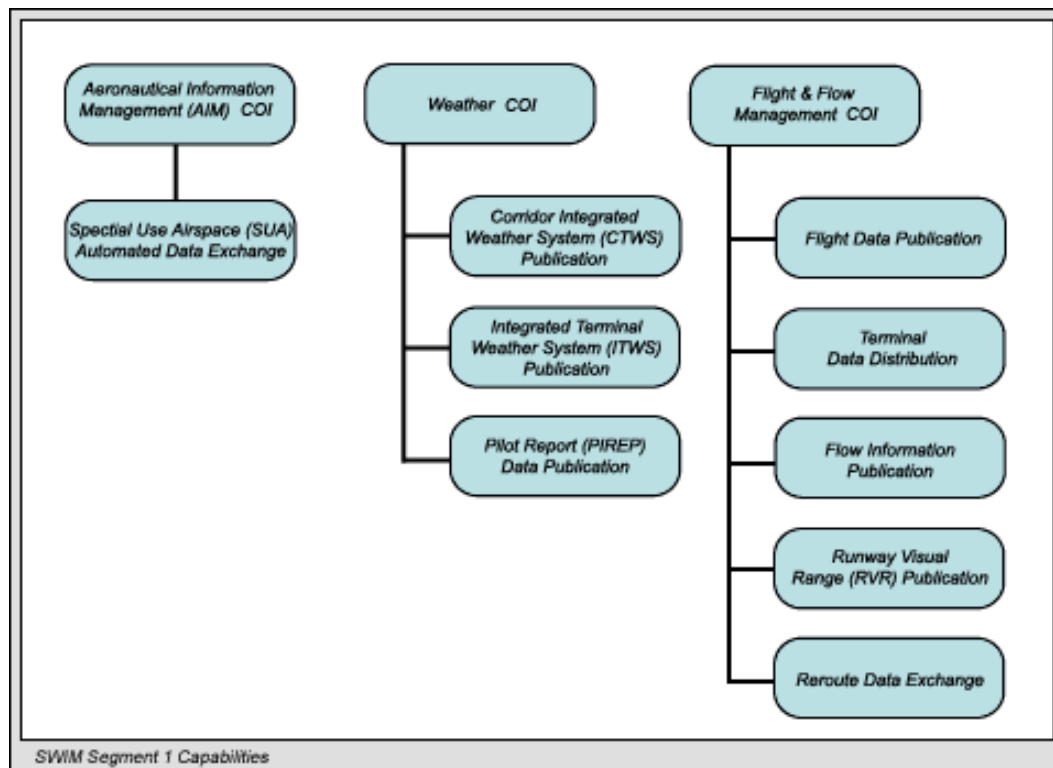 Aeronautical Information
Management (AIM) COI
Spectial Use Airspace (SUA)
Automated Data Exchange
Weather COI
Corridor Integrated
Weather System (CTWS)
Publication
Integrated Terminal
Weather System (ITWS)
Publication
Pilot Report (PIREP)
Data Publication
Flight & Flow
Management COI
Flight Data Publication
Terminal
Data Distribution
Flow Information
Publication
Runway Visual
Range (RVR) Publication
Reroute Data Exchange
SWIM Segment 1 Capabilities